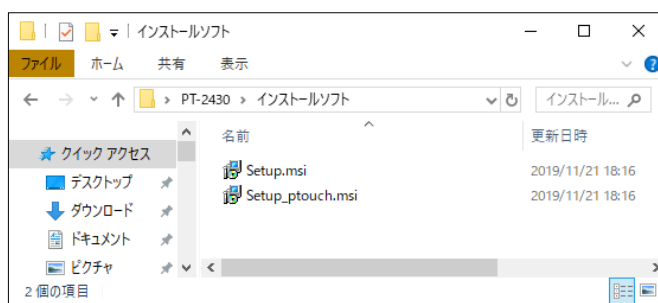 インストールソフト
ファイル ホーム 共有 表示
PT-2430 › インストールソフト インストール...
クイック アクセス
デスクトップ
ダウンロード
ドキュメント
ピクチャ
名前 更新日時
Setup.msi 2019/11/21 18:16
Setup_ptouch.msi 2019/11/21 18:16
2 個の項目